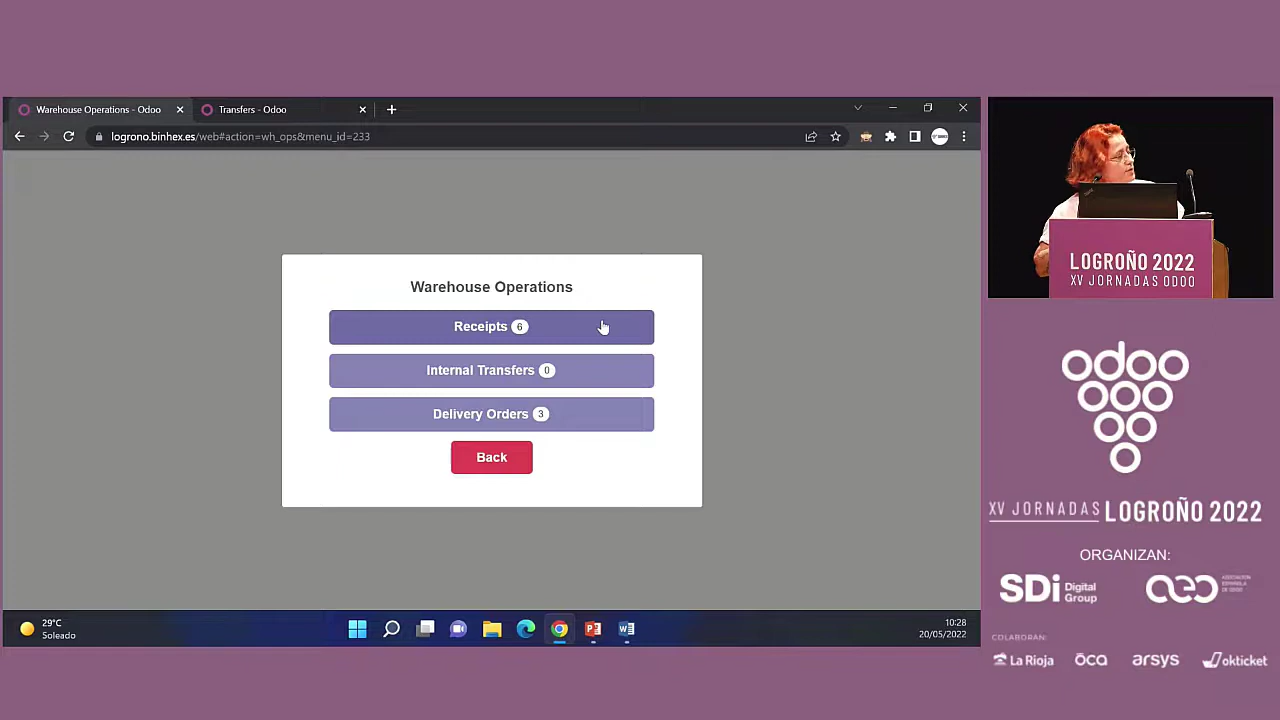 Warehouse Operations - Odoo
Transfers - Odoo
logrono.binhex.es/web#action=wh_ops&menu_id=233
Warehouse Operations
Receipts 6
Internal Transfers 0
Delivery Orders 3
Back
29°C
Soleado
10:28
20/05/2022
LOGROÑO 2022
XV JORNADAS ODOO
odoo
XV JORNADAS LOGROÑO 2022
ORGANIZAN:
SDi Digital Group
aeo
COLABORAN:
La Rioja
ōca
arsys
okticket